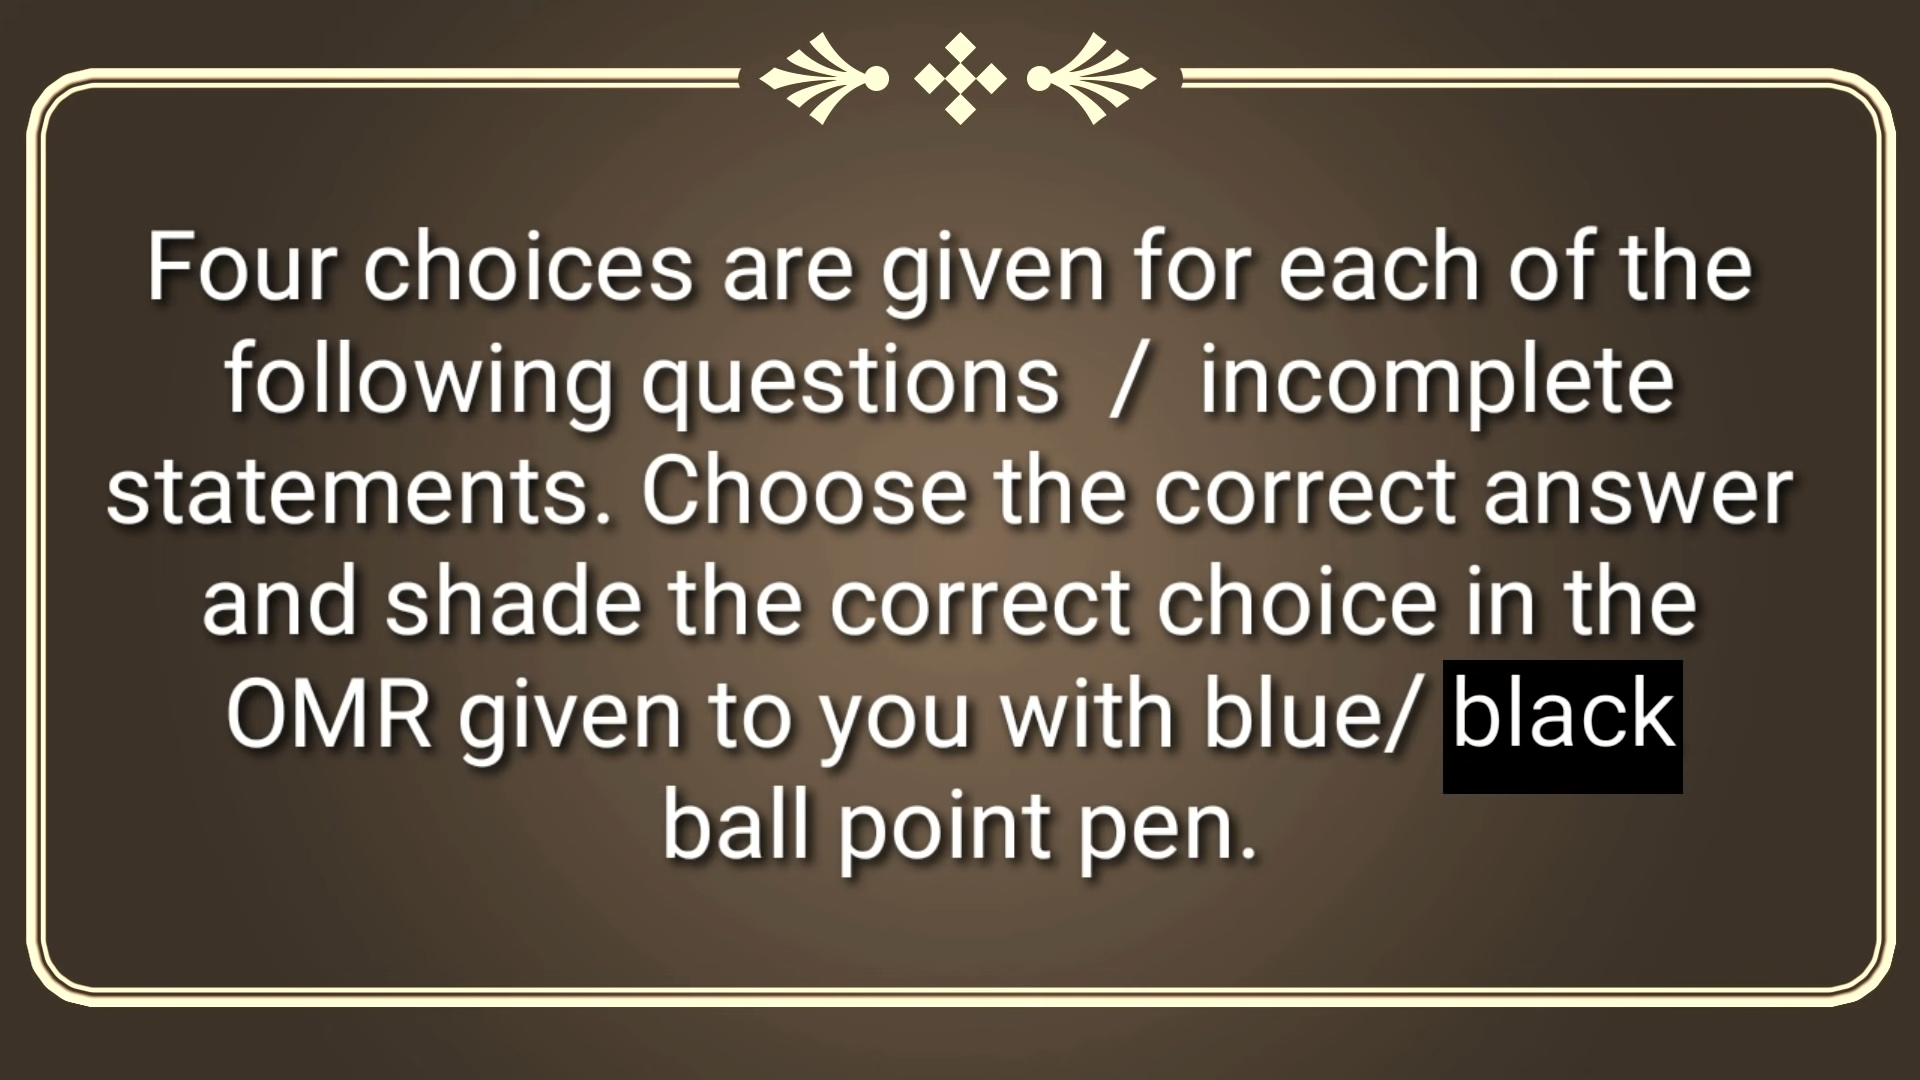 Four choices are given for each of the
following questions / incomplete
statements. Choose the correct answer
and shade the correct choice in the
OMR given to you with blue/ black
ball point pen.